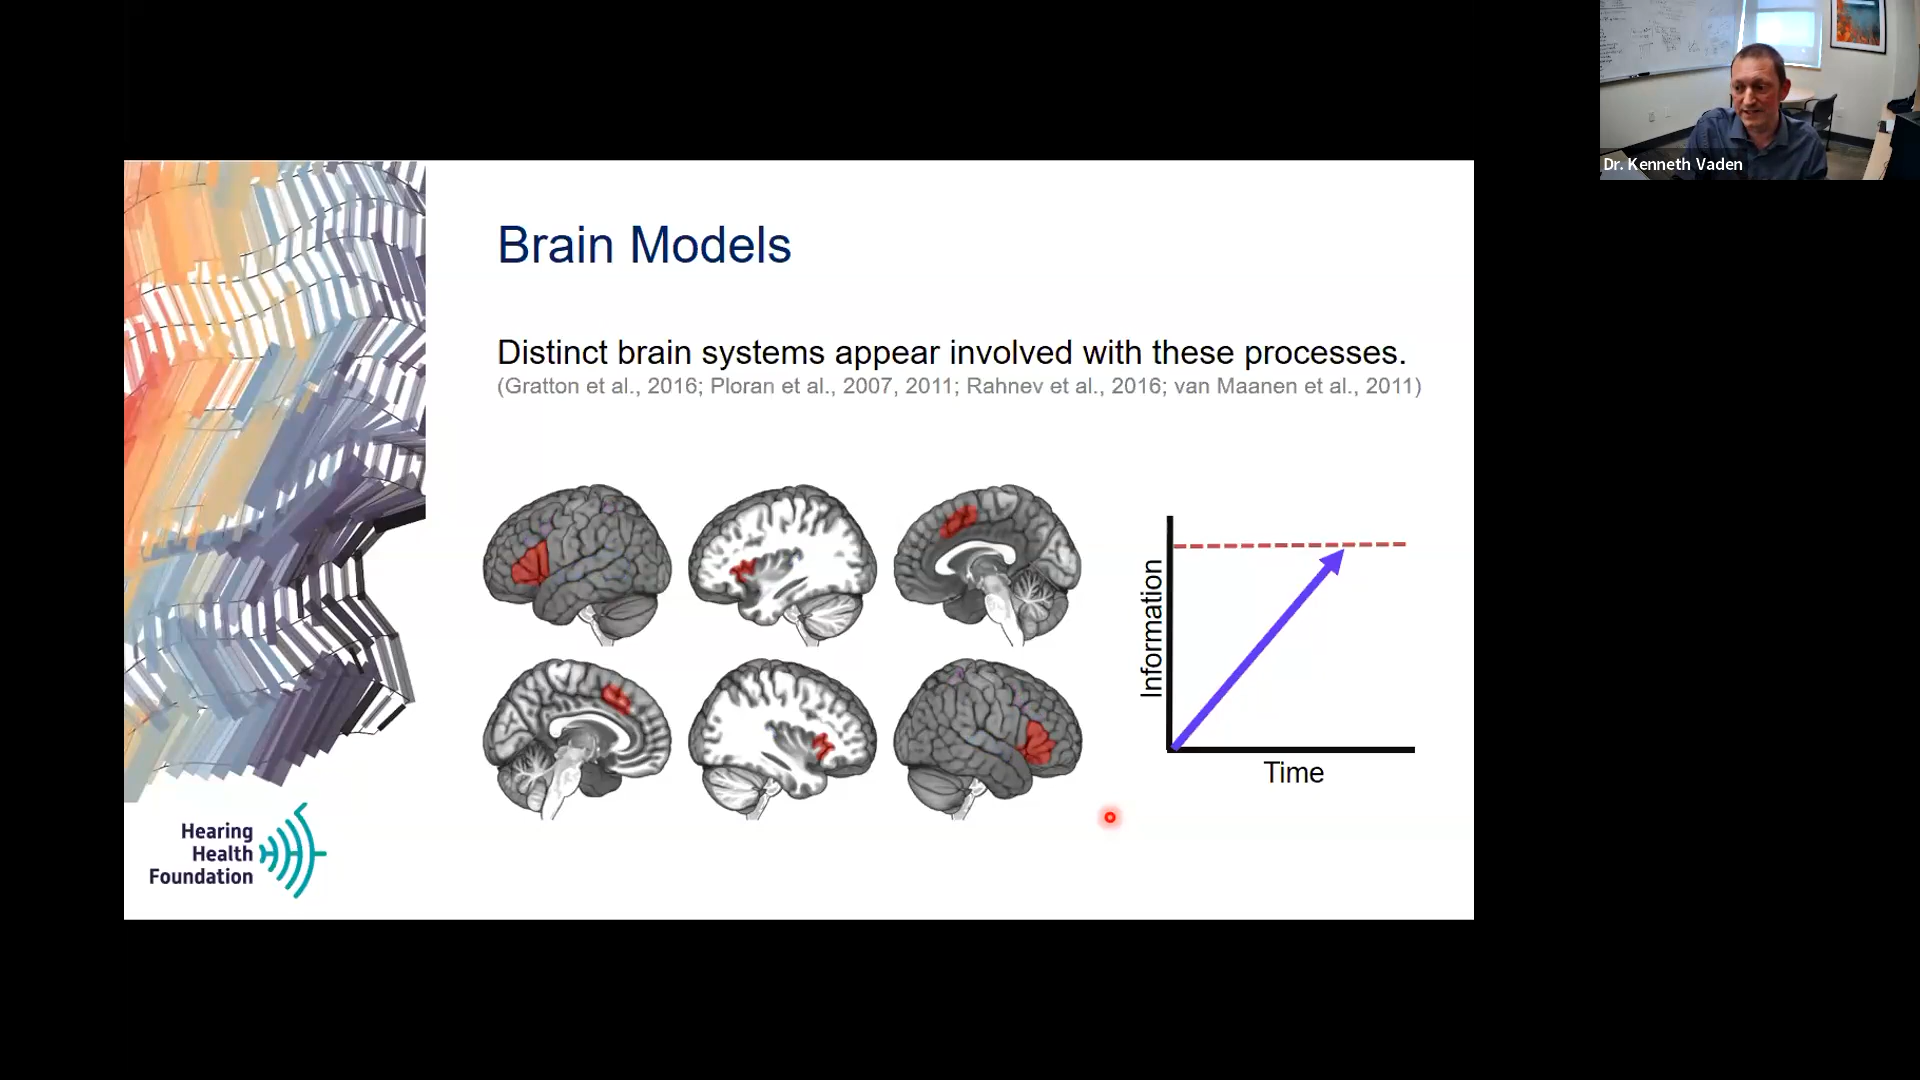 Dr. Kenneth Vaden
Brain Models
Distinct brain systems appear involved with these processes.
(Gratton et al., 2016; Ploran et al., 2007, 2011; Rahnev et al., 2016; van Maanen et al., 2011)
Information
Time
Hearing
Health
Foundation